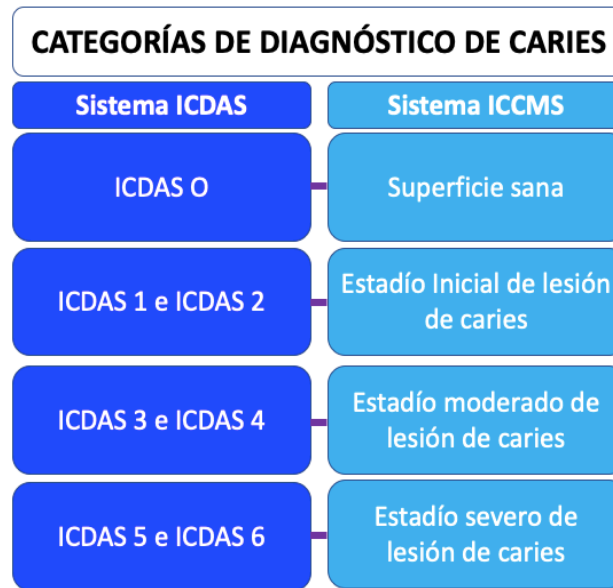 CATEGORÍAS DE DIAGNÓSTICO DE CARIES
Sistema ICDAS
Sistema ICCMS
ICDAS O
Superficie sana
ICDAS 1 e ICDAS 2
Estadío Inicial de lesión
de caries
ICDAS 3 e ICDAS 4
Estadío moderado de
lesión de caries
ICDAS 5 e ICDAS 6
Estadío severo de
lesión de caries